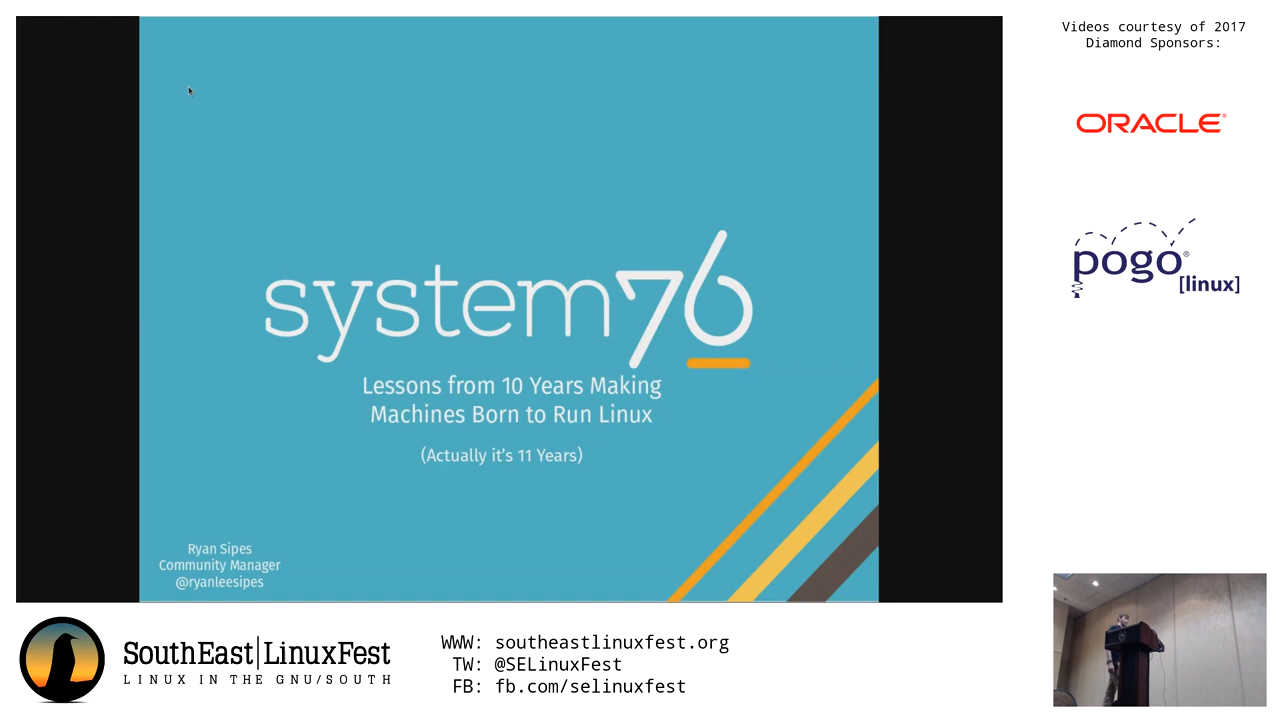 Videos courtesy of 2017
Diamond Sponsors:
ORACLE®
pogo®
[linux]
system76
Lessons from 10 Years Making
Machines Born to Run Linux
(Actually it's 11 Years)
Ryan Sipes
Community Manager
@ryanleesipes
SouthEast|LinuxFest
LINUX IN THE GNU/SOUTH
WWW: southeastlinuxfest.org
TW: @SELinuxFest
FB: fb.com/selinuxfest